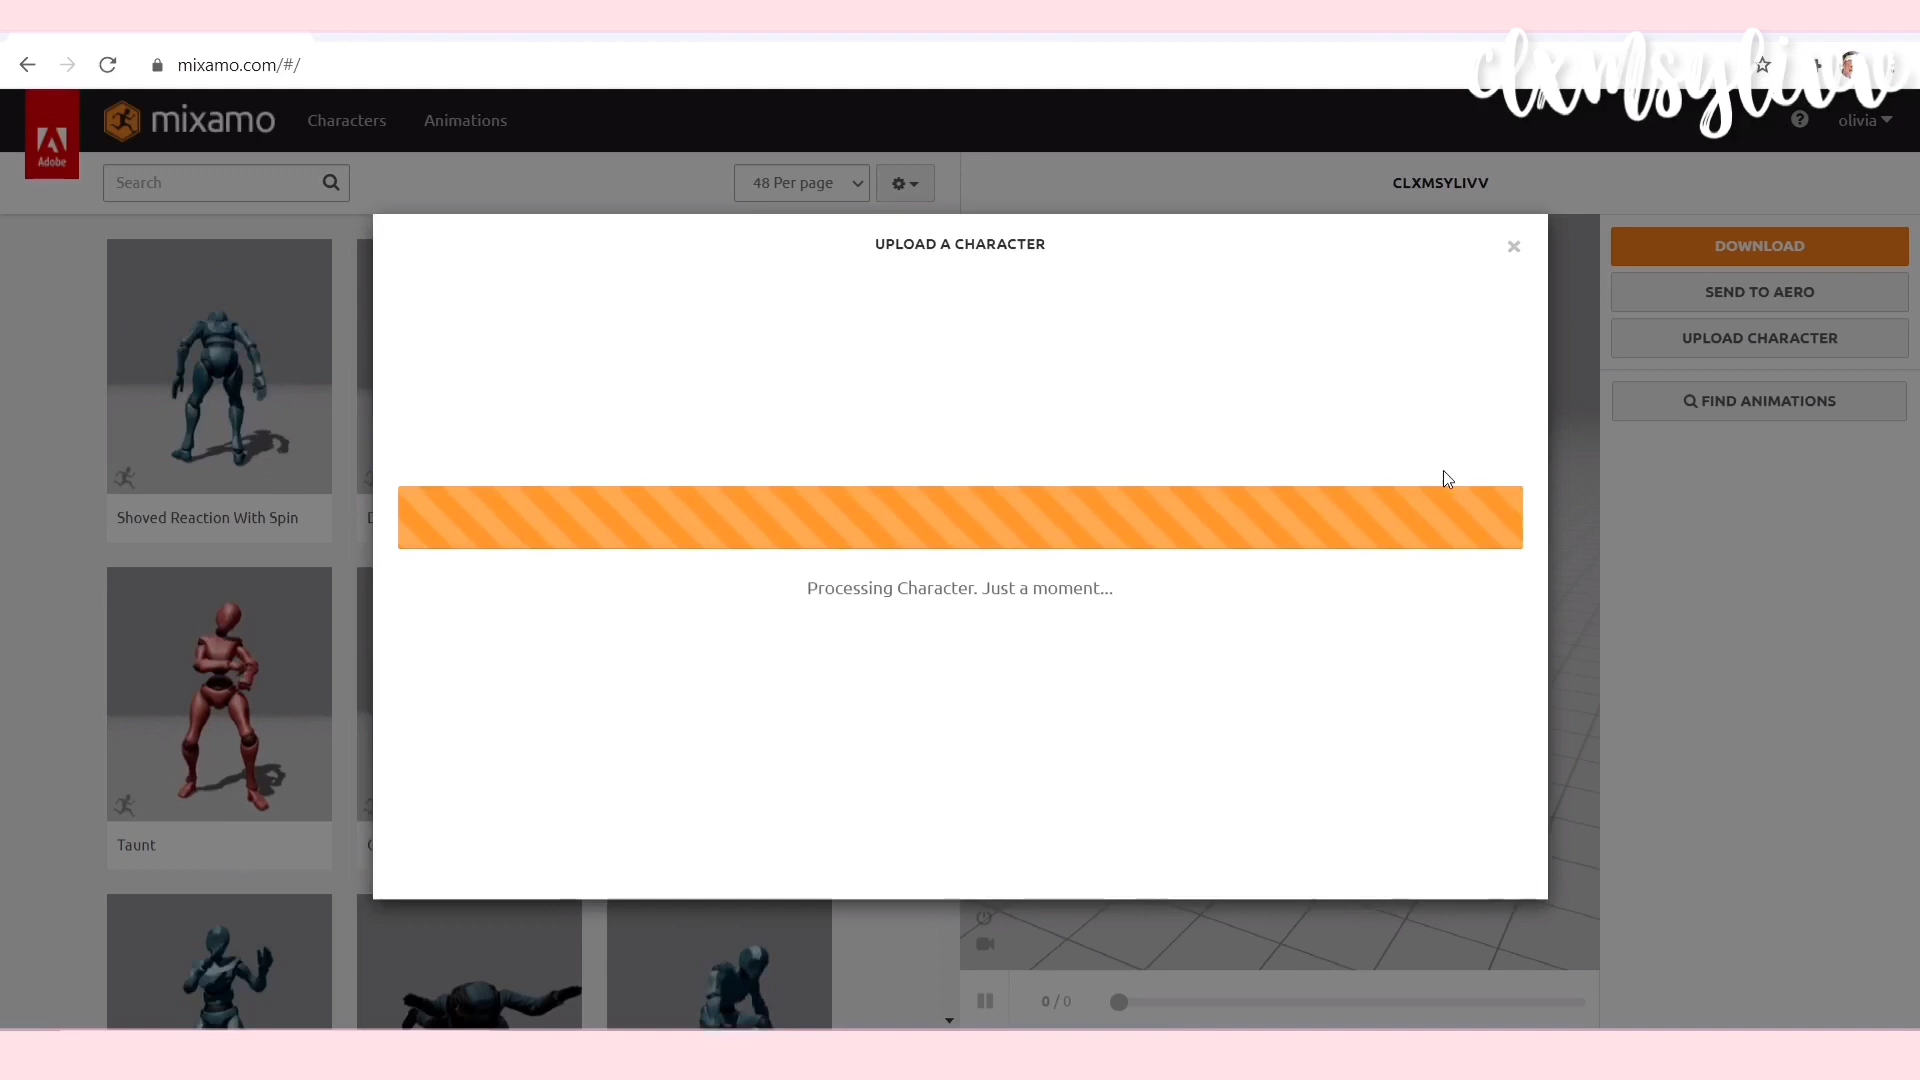 mixamo.com/#/
clxmsylivv
Adobe
mixamo
Characters
Animations
olivia
Search
48 Per page
CLXMSYLIVV
UPLOAD A CHARACTER
DOWNLOAD
SEND TO AERO
UPLOAD CHARACTER
FIND ANIMATIONS
Shoved Reaction With Spin
Processing Character. Just a moment...
Taunt
0 / 0